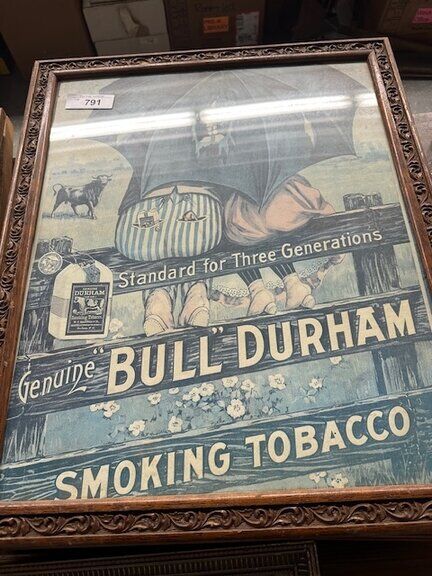 791
Standard for Three Generations
DURHAM
Genuine "BULL" DURHAM
SMOKING TOBACCO